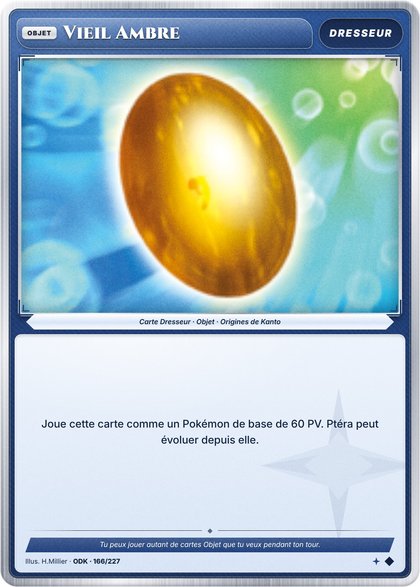 OBJET VIEIL AMBRE DRESSEUR
Carte Dresseur · Objet · Origines de Kanto
Joue cette carte comme un Pokémon de base de 60 PV. Ptéra peut
évoluer depuis elle.
Tu peux jouer autant de cartes Objet que tu veux pendant ton tour.
Illus. H.Millier · ODK · 166/227